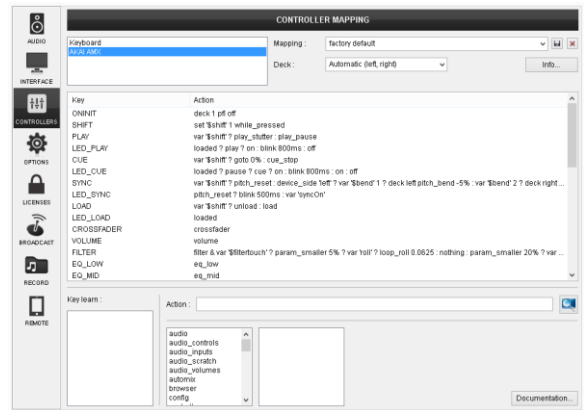 CONTROLLER MAPPING
AUDIO
INTERFACE
CONTROLLERS
OPTIONS
LICENSES
BROADCAST
RECORD
REMOTE
Keyboard
AKAI AMX
Mapping :
factory default
Deck :
Automatic (left, right)
Info...
Key Action
ONINIT deck 1 pfl off
SHIFT set '$shift' 1 while_pressed
PLAY var '$shift' ? play_stutter : play_pause
LED_PLAY loaded ? play ? on : blink 800ms : off
CUE var '$shift' ? goto 0% : cue_stop
LED_CUE loaded ? pause ? cue ? on : blink 800ms : on : off
SYNC var '$shift' ? pitch_reset : device_side 'left' ? var '$bend' 1 ? deck left pitch_bend -5% : var '$bend' 2 ? deck right ...
LED_SYNC pitch_reset ? blink 500ms : var 'syncOn'
LOAD var '$shift' ? unload : load
LED_LOAD loaded
CROSSFADER crossfader
VOLUME volume
FILTER filter & var '$filtertouch' ? param_smaller 5% ? var 'roll' ? loop_roll 0.0625 : nothing : param_smaller 20% ? var ...
EQ_LOW eq_low
EQ_MID eq_mid
Key learn :
Action :
audio
audio_controls
audio_inputs
audio_scratch
audio_volumes
automix
browser
config
Documentation...